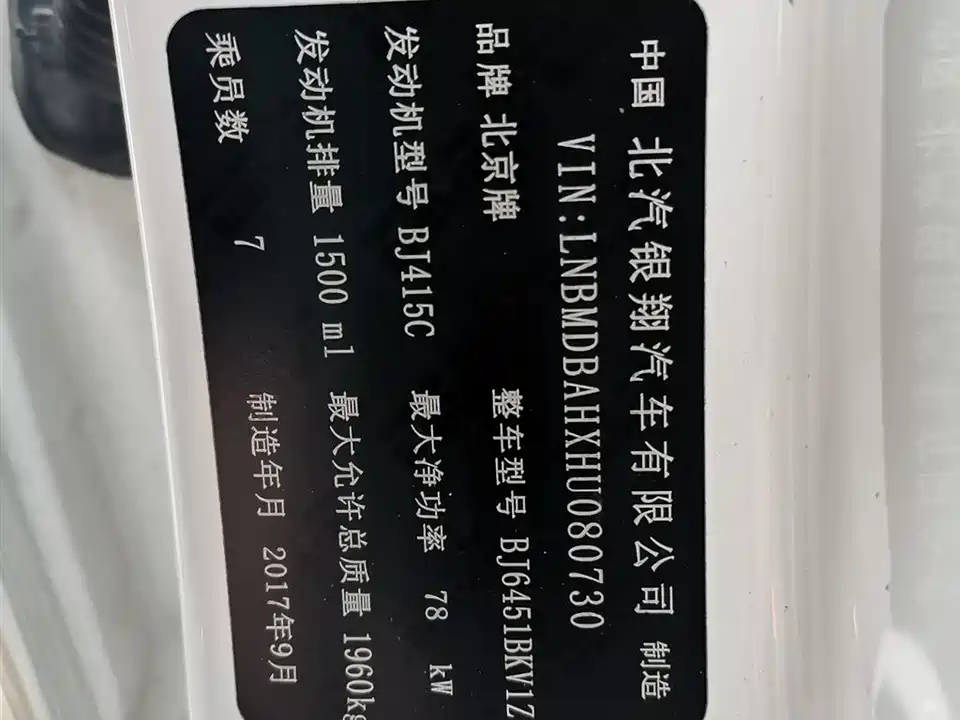 中国 北汽银翔汽车有限公司 制造
VIN:LNBMDBAHXHU080730
品牌 北京牌 整车型号 BJ6451BKV1Z
发动机型号 BJ415C 最大净功率 78 kW
发动机排量 1500 ml 最大允许总质量 1960kg
乘员数 7 制造年月 2017年9月